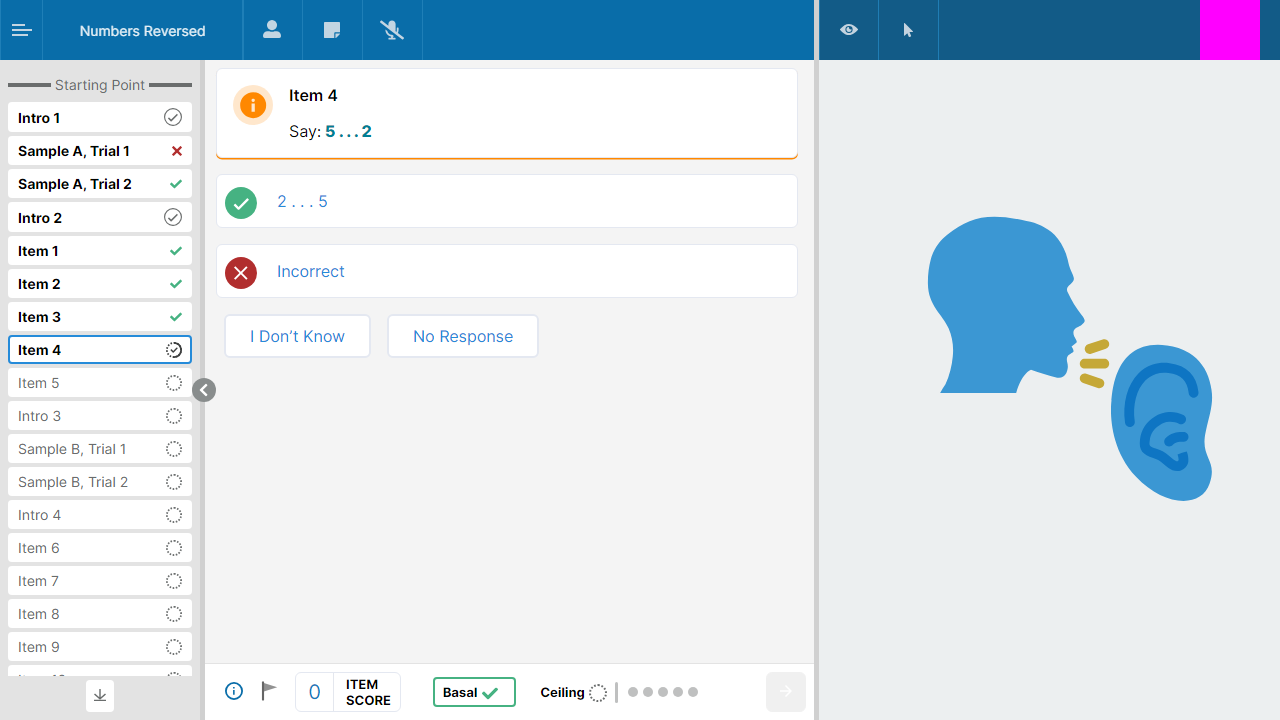 Numbers Reversed
Starting Point
Intro 1
Sample A, Trial 1
Sample A, Trial 2
Intro 2
Item 1
Item 2
Item 3
Item 4
Item 5
Intro 3
Sample B, Trial 1
Sample B, Trial 2
Intro 4
Item 6
Item 7
Item 8
Item 9
Item 4
Say: 5 . . . 2
2 . . . 5
Incorrect
I Don’t Know
No Response
0
ITEM
SCORE
Basal
Ceiling